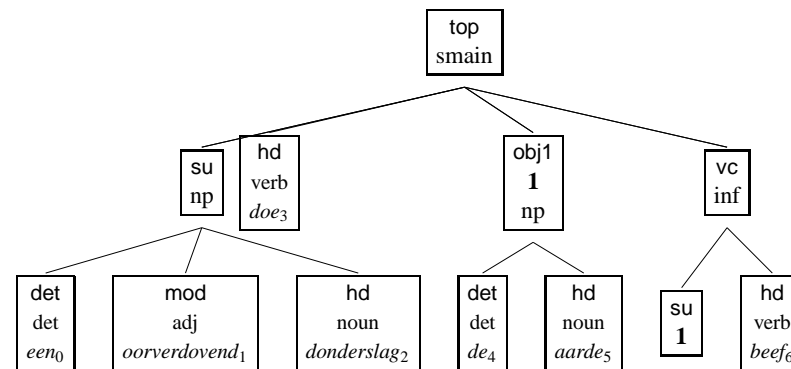 top
smain
su
np
hd
verb
doe3
obj1
1
np
vc
inf
det
det
een0
mod
adj
oorverdovend1
hd
noun
donderslag2
det
det
de4
hd
noun
aarde5
su
1
hd
verb
beef6